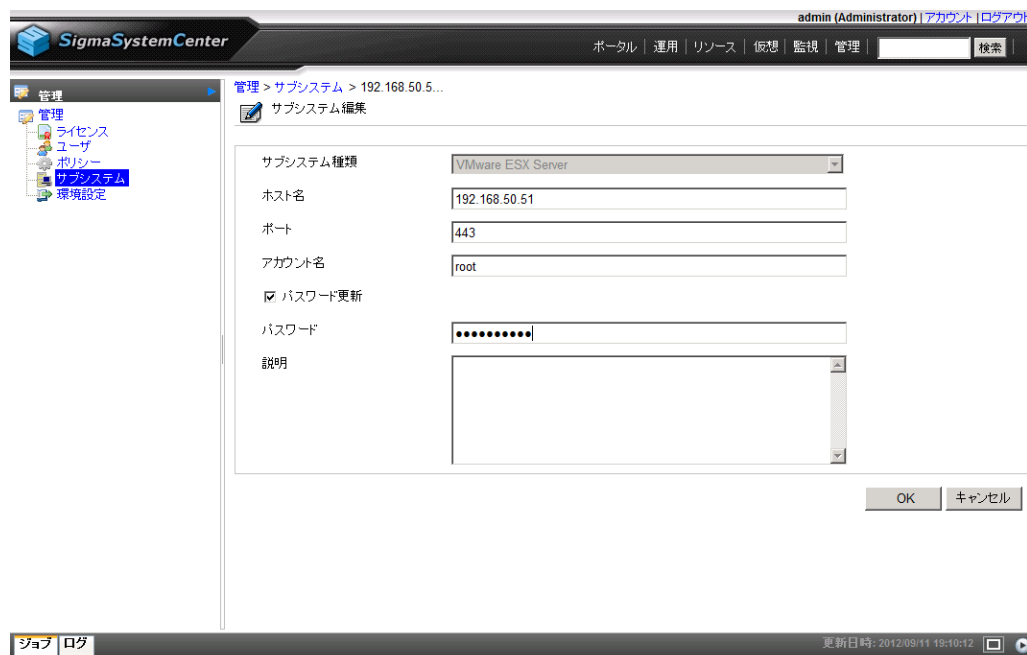 admin (Administrator) | アカウント | ログアウト
SigmaSystemCenter
ポータル | 運用 | リソース | 仮想 | 監視 | 管理 | 検索
管理
管理
ライセンス
ユーザ
ポリシー
サブシステム
環境設定
管理 > サブシステム > 192.168.50.5...
サブシステム編集
サブシステム種類 VMware ESX Server
ホスト名 192.168.50.51
ポート 443
アカウント名 root
パスワード更新
パスワード ●●●●●●●●●●
説明
OK キャンセル
ジョブ ログ 更新日時: 2012/09/11 19:10:12